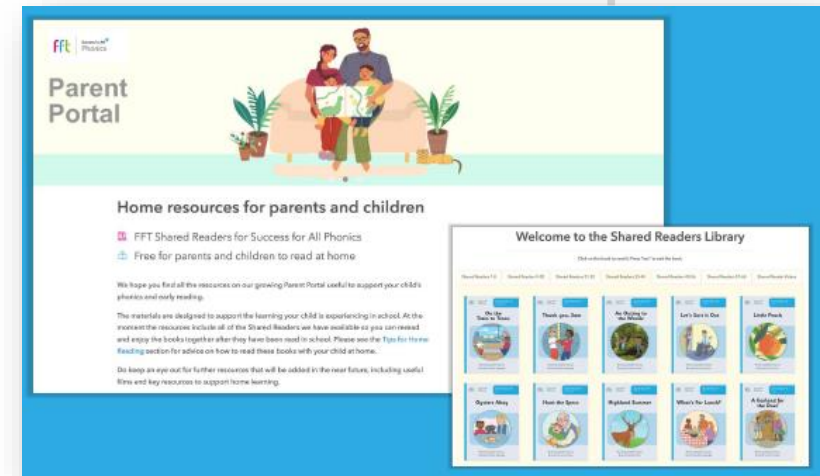 fft Success for All Phonics
Parent
Portal
Home resources for parents and children
FFT Shared Readers for Success for All Phonics
Free for parents and children to read at home
We hope you find all the resources on our growing Parent Portal useful to support your child's
phonics and early reading.
The materials are designed to support the learning your child is experiencing in school. At the
moment the resources include all of the Shared Readers we have available so you can reread
and enjoy the books together after they have been read in school. Please see the Tips for Home
Reading section for advice on how to read these books with your child at home.
Do keep an eye out for further resources that will be added in the near future, including useful
films and key resources to support home learning.
Welcome to the Shared Readers Library
On the
Train to Texas
Thank you, Sam
An Outing to
the Woods
Let's Sort it Out
Little Peach
Oysters Ahoy
Hunt the Specs
Highland Summer
What's For Lunch?
A Garland for
the Goat